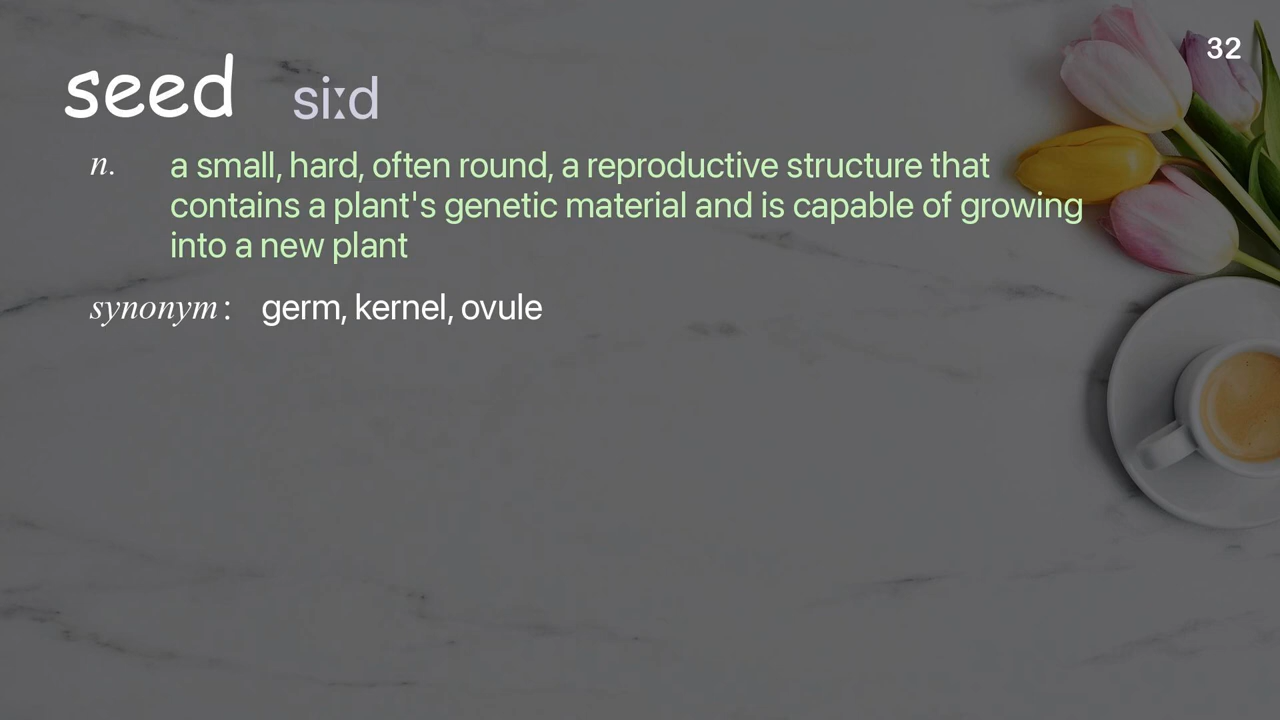 32
seed siːd
n. a small, hard, often round, a reproductive structure that
contains a plant's genetic material and is capable of growing
into a new plant
synonym: germ, kernel, ovule